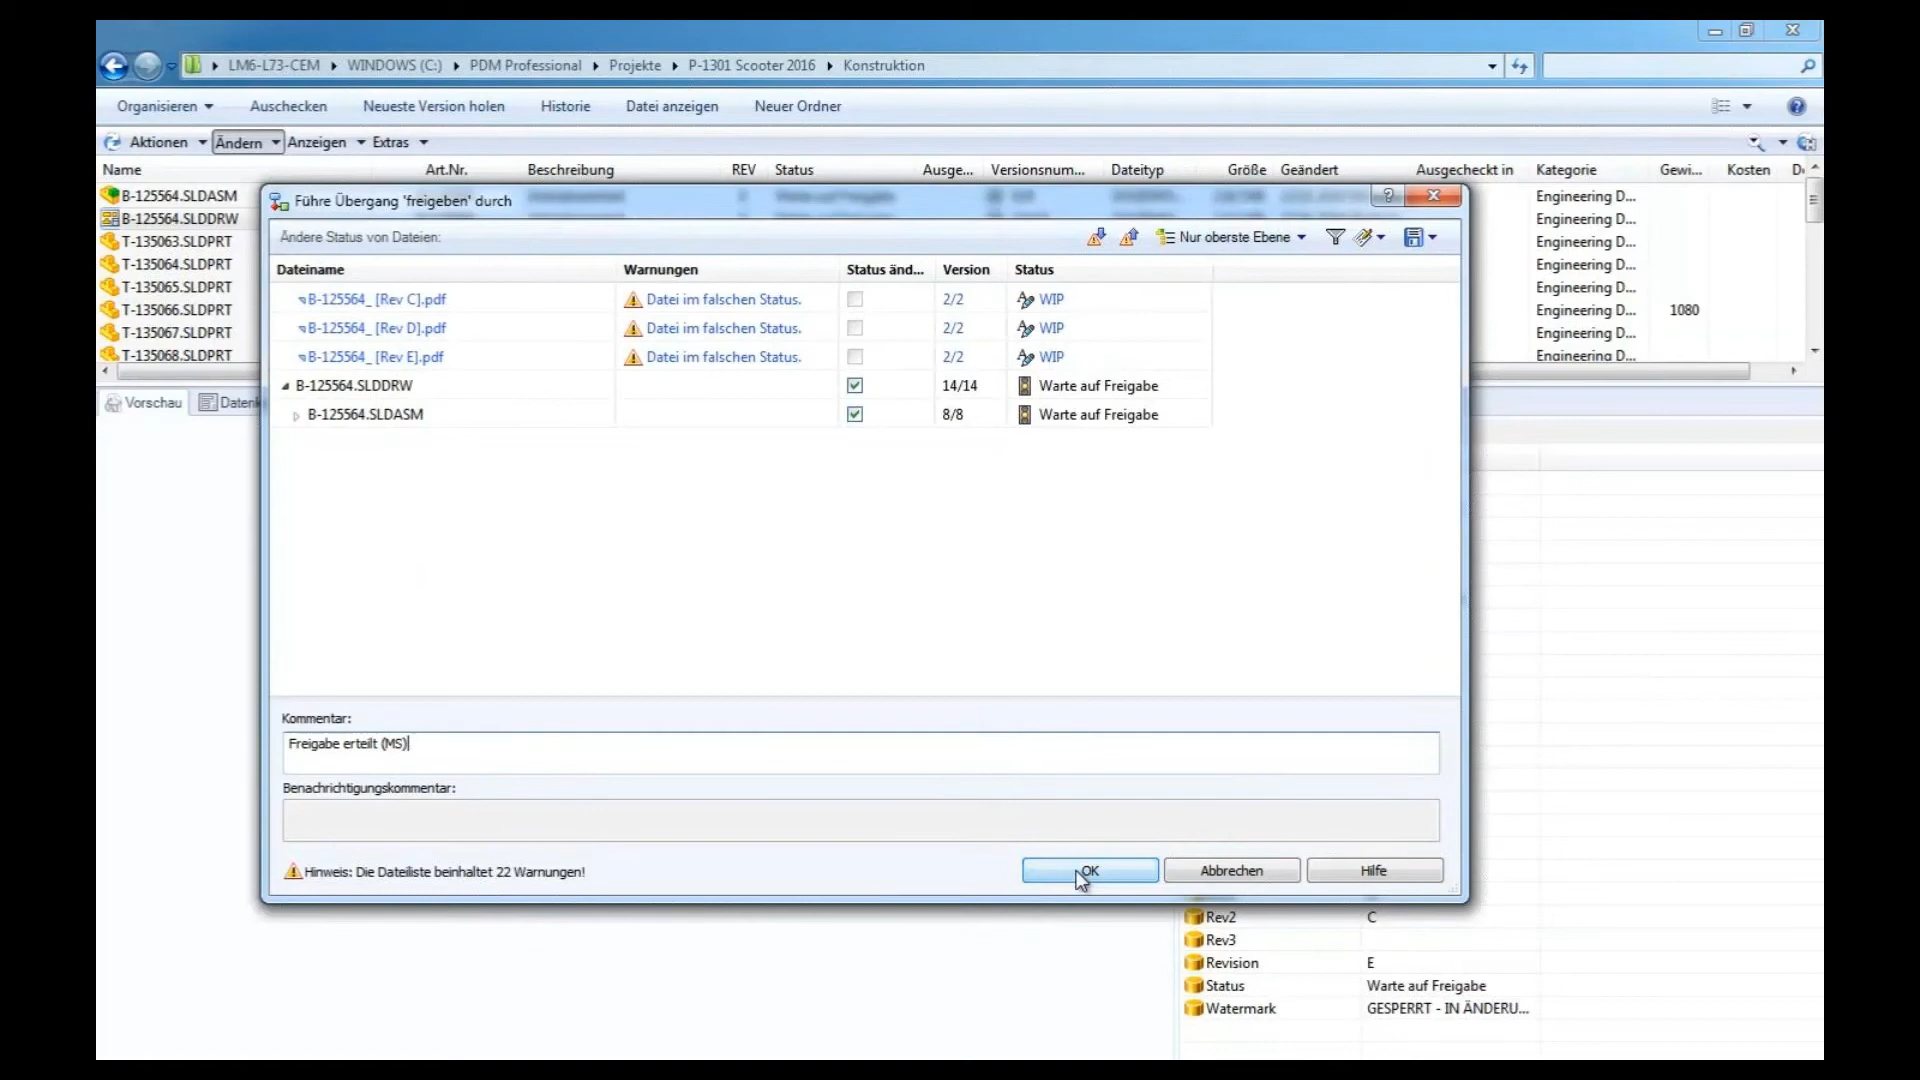 LM6-L73-CEM WINDOWS (C:) PDM Professional Projekte P-1301 Scooter 2016 Konstruktion
Organisieren Auschecken Neueste Version holen Historie Datei anzeigen Neuer Ordner
Aktionen Ändern Anzeigen Extras
Name Art.Nr. Beschreibung REV Status Ausge... Versionsnum... Dateityp Größe Geändert Ausgecheckt in Kategorie Gewi... Kosten
B-125564.SLDASM Engineering D...
B-125564.SLDDRW Engineering D...
T-135063.SLDPRT Engineering D...
T-135064.SLDPRT Engineering D...
T-135065.SLDPRT Engineering D...
T-135066.SLDPRT Engineering D... 1080
T-135067.SLDPRT Engineering D...
T-135068.SLDPRT Engineering D...
Vorschau
Führe Übergang 'freigeben' durch
Ändere Status von Dateien: Nur oberste Ebene
Dateiname Warnungen Status änd... Version Status
B-125564_ [Rev C].pdf Datei im falschen Status. 2/2 WIP
B-125564_ [Rev D].pdf Datei im falschen Status. 2/2 WIP
B-125564_ [Rev E].pdf Datei im falschen Status. 2/2 WIP
B-125564.SLDDRW 14/14 Warte auf Freigabe
B-125564.SLDASM 8/8 Warte auf Freigabe
Kommentar:
Freigabe erteilt (MS)
Benachrichtigungskommentar:
Hinweis: Die Dateiliste beinhaltet 22 Warnungen!
OK Abbrechen Hilfe
Rev2 C
Rev3
Revision E
Status Warte auf Freigabe
Watermark GESPERRT - IN ÄNDERU...